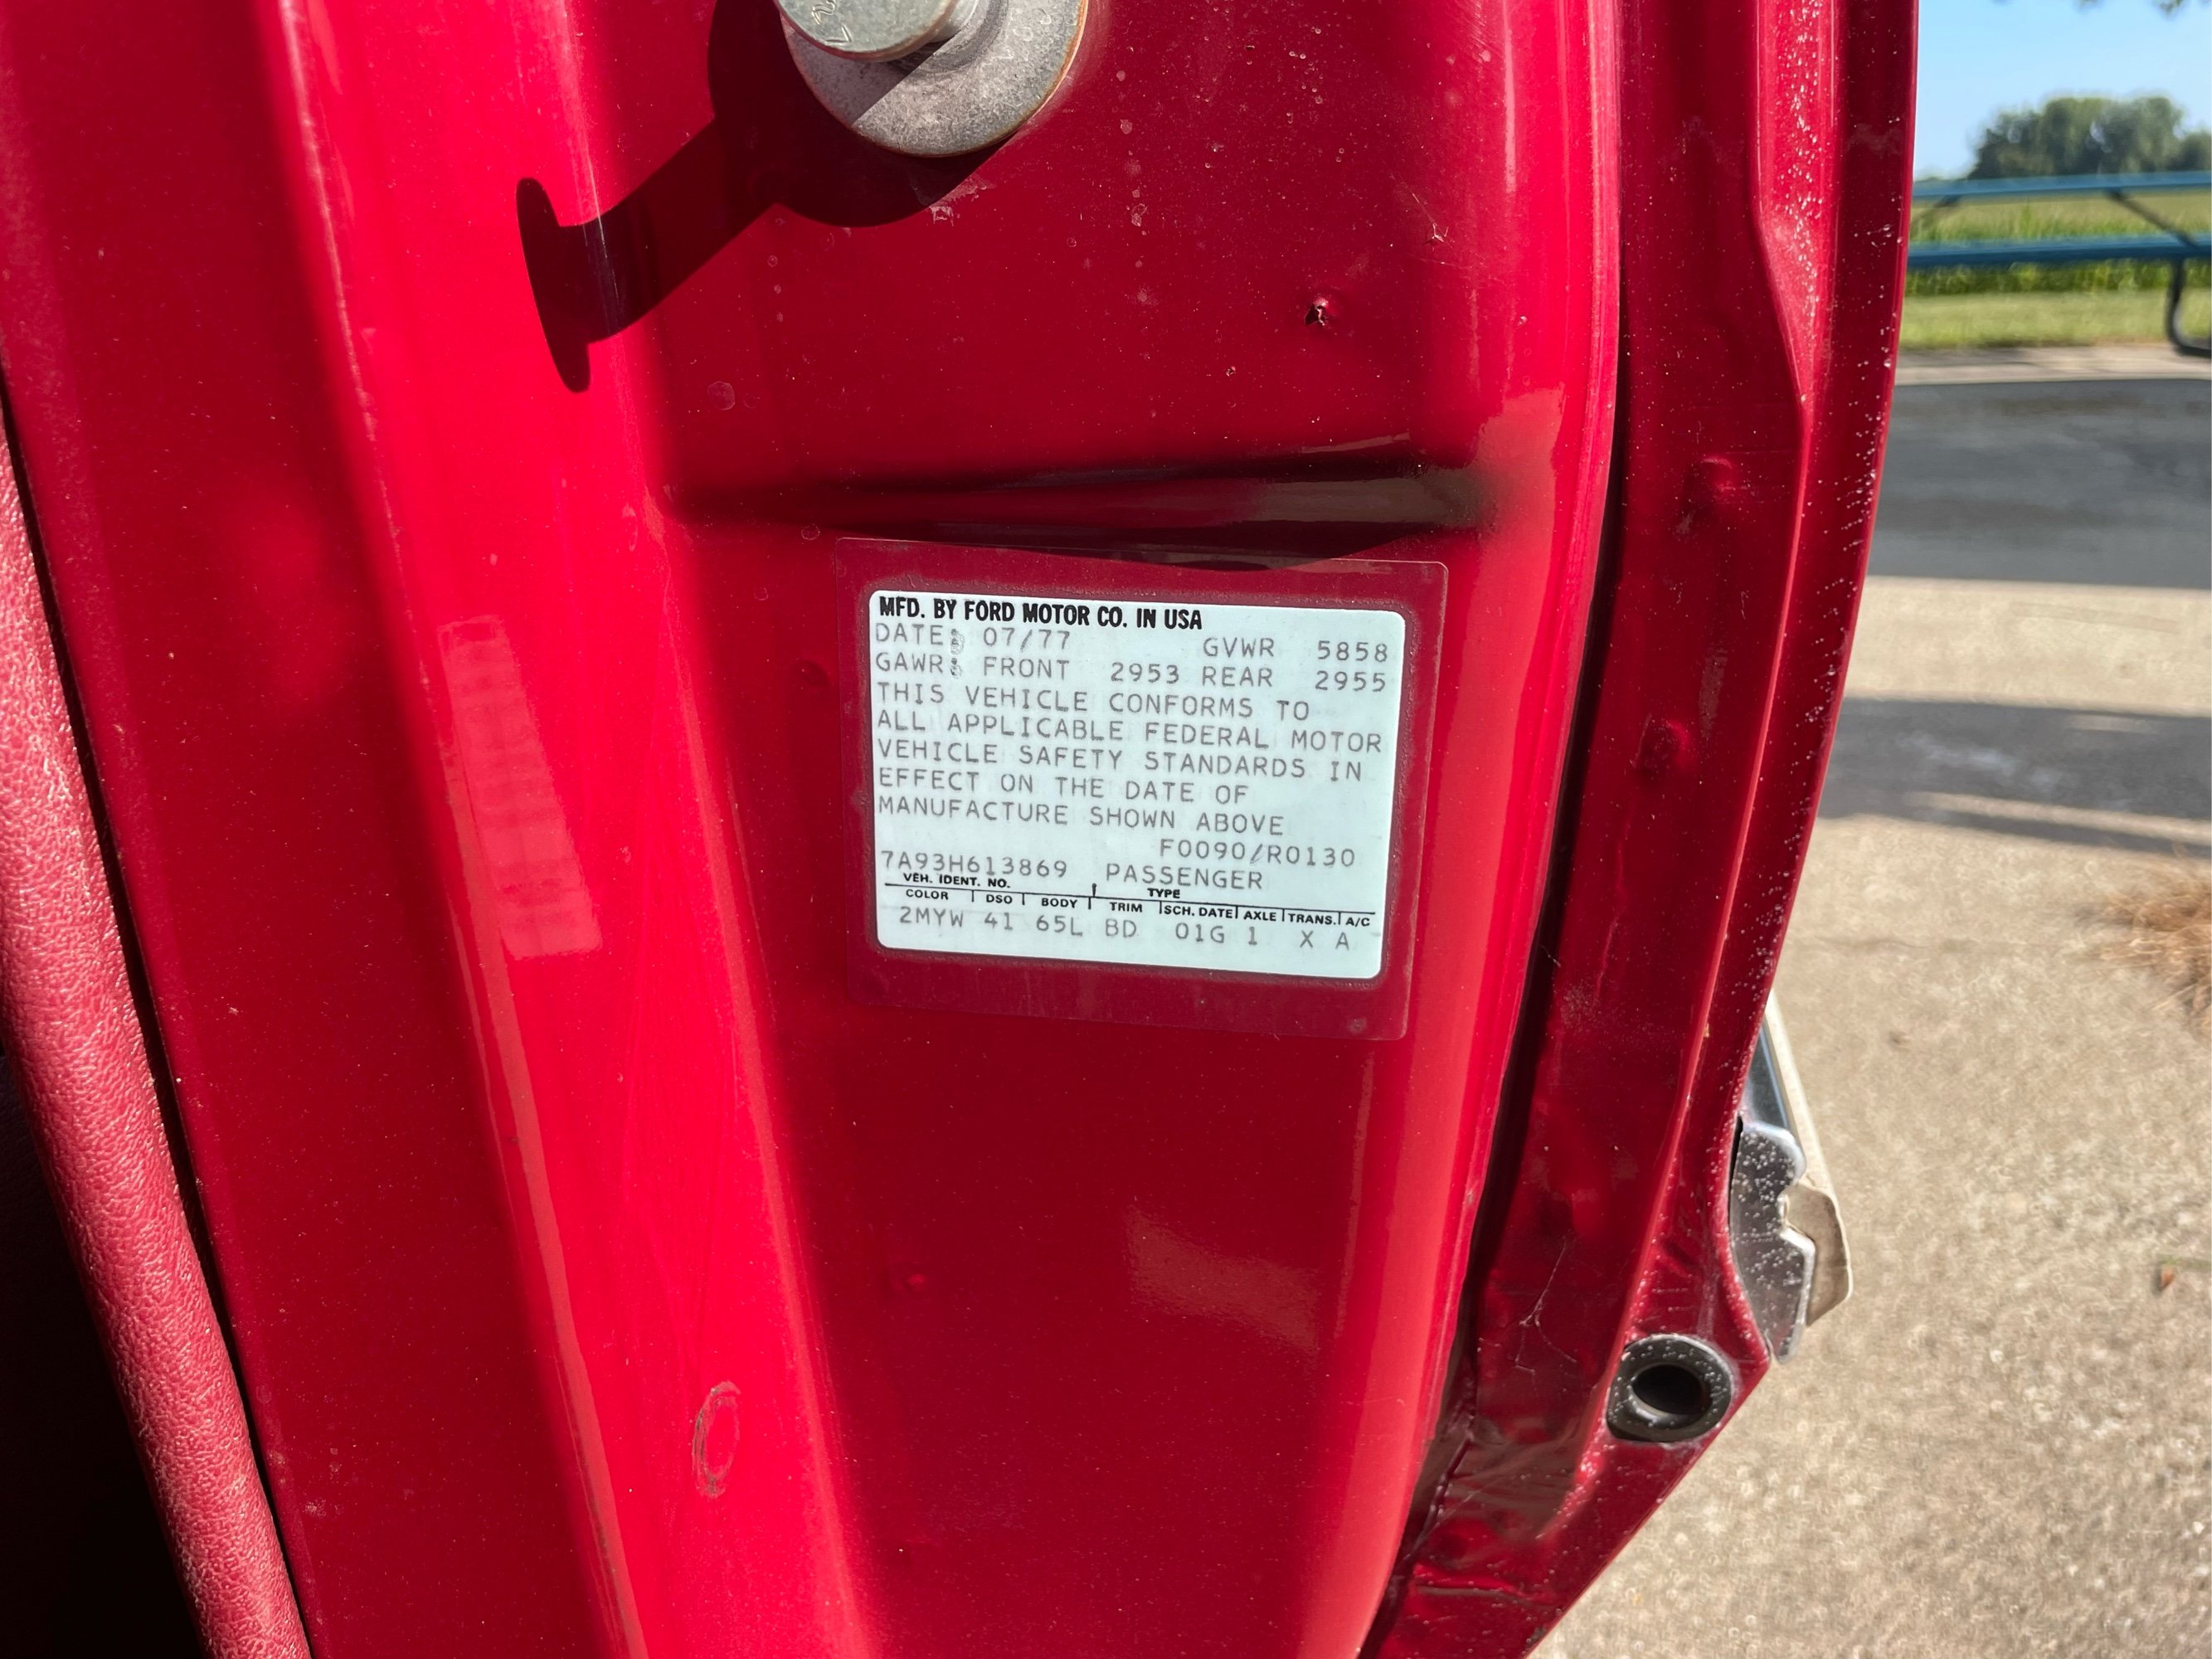 MFD. BY FORD MOTOR CO. IN USA
DATE: 07/77 GVWR 5858
GAWR: FRONT 2953 REAR 2955
THIS VEHICLE CONFORMS TO
ALL APPLICABLE FEDERAL MOTOR
VEHICLE SAFETY STANDARDS IN
EFFECT ON THE DATE OF
MANUFACTURE SHOWN ABOVE
F0090/R0130
7A93H613869 PASSENGER
VEH. IDENT. NO. TYPE
COLOR DSO BODY TRIM SCH. DATE AXLE TRANS. A/C
2MYW 41 65L BD 01G 1 X A